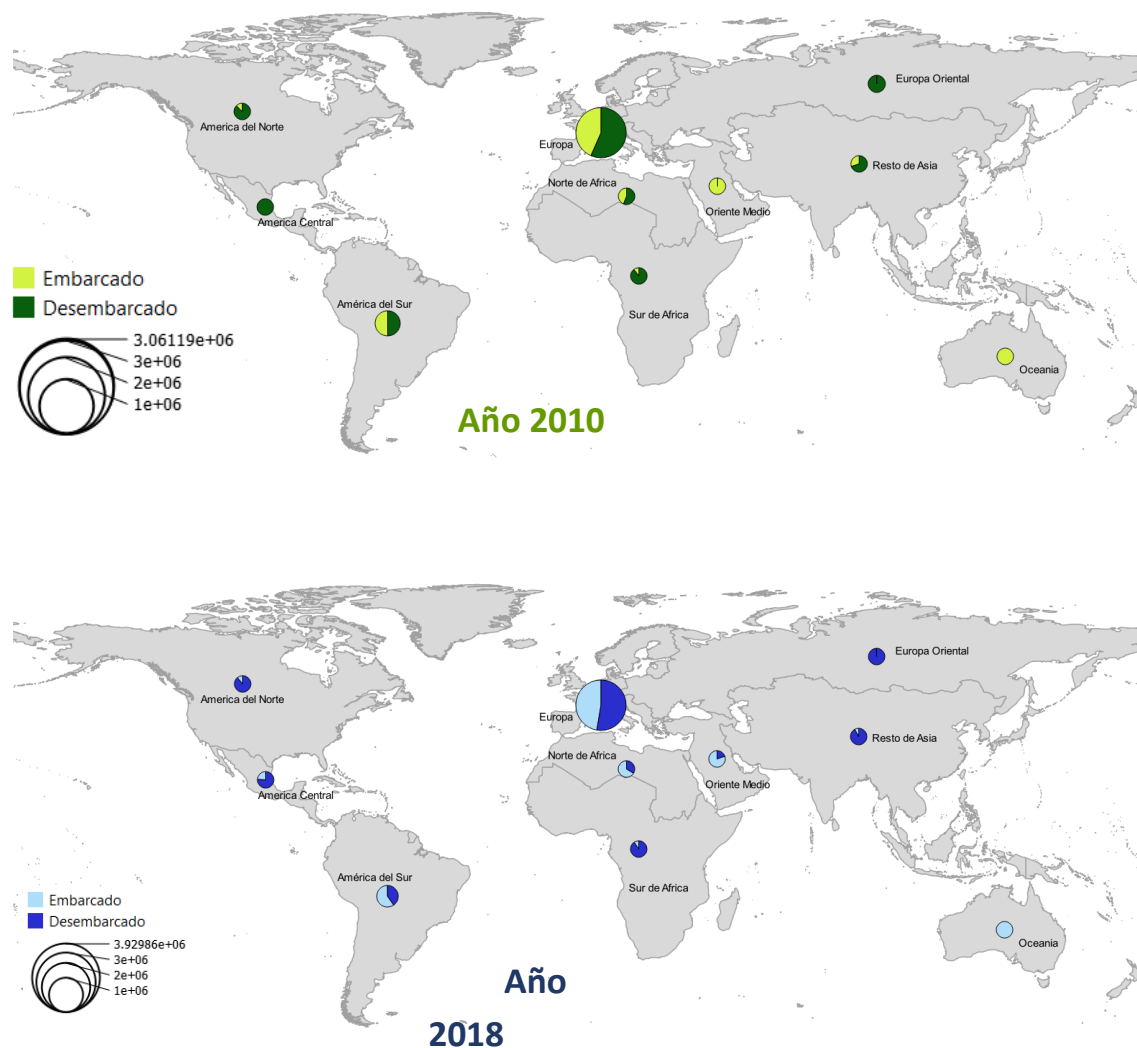 Europa Oriental
America del Norte
Europa
Resto de Asia
Norte de Africa
Oriente Medio
America Central
Embarcado
Desembarcado
América del Sur
Sur de Africa
3.06119e+06
3e+06
2e+06
1e+06
Oceania
Año 2010
Europa Oriental
America del Norte
Europa
Resto de Asia
Norte de Africa
Oriente Medio
America Central
América del Sur
Sur de Africa
Embarcado
Desembarcado
3.92986e+06
3e+06
2e+06
1e+06
Oceania
Año
2018